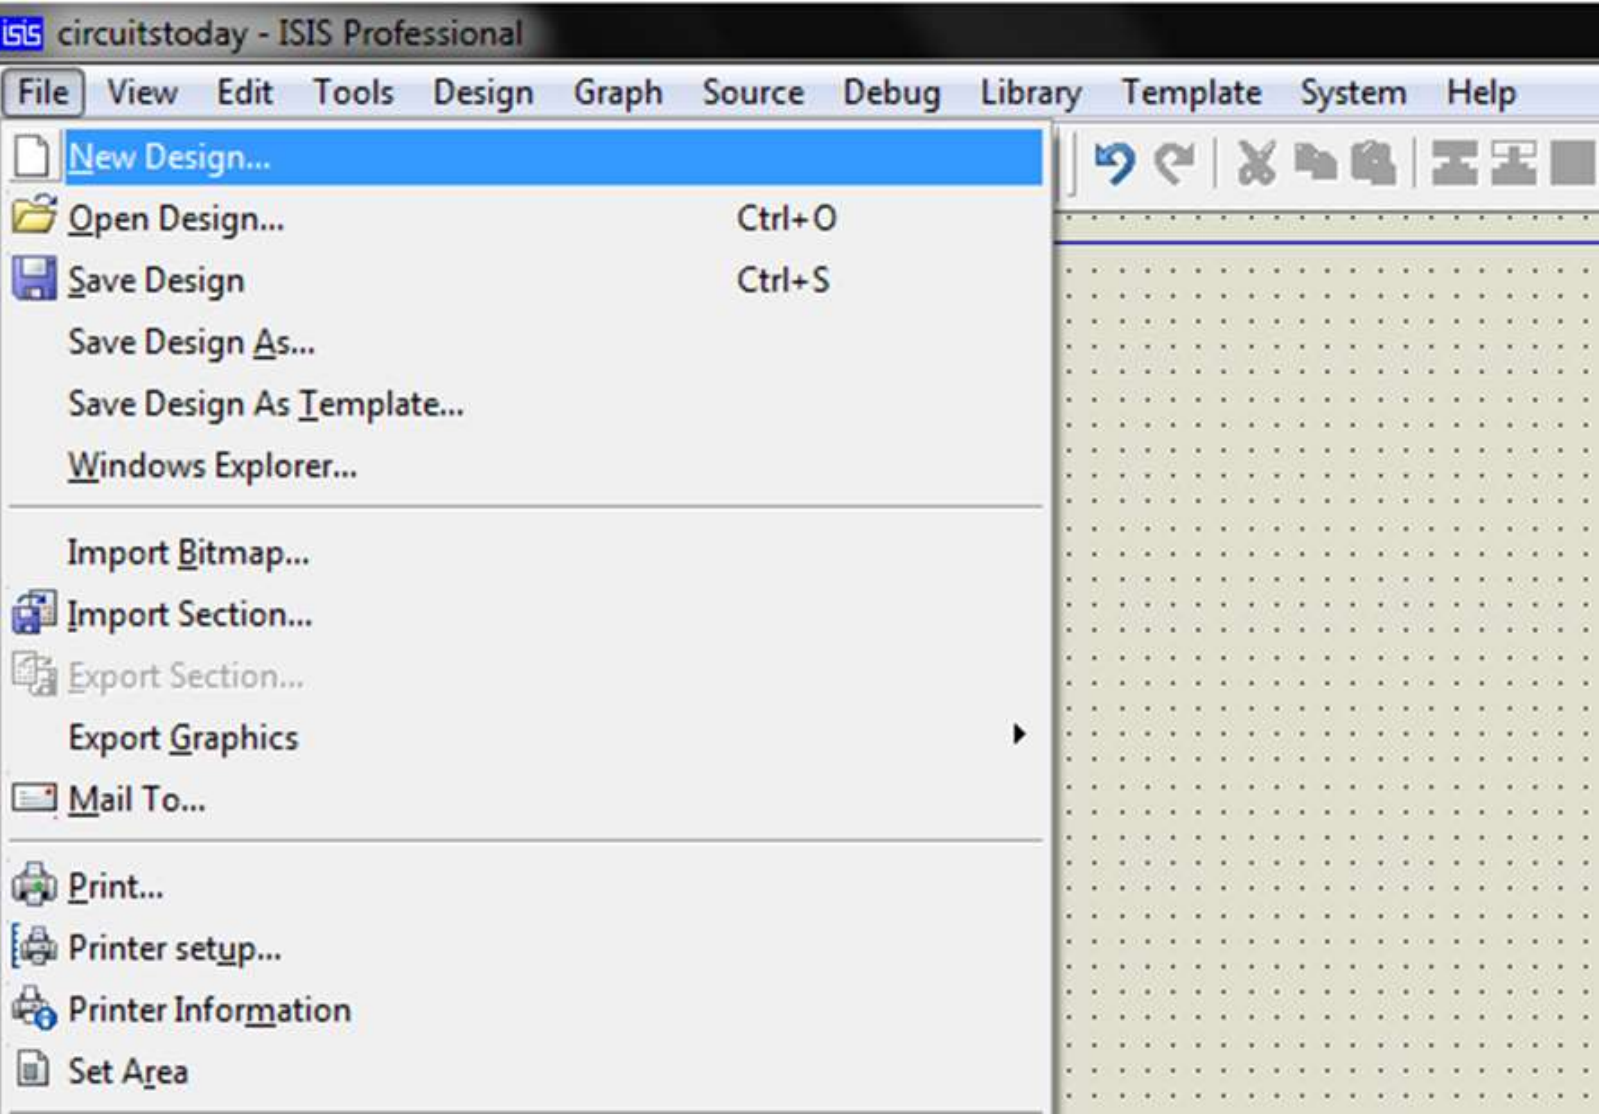 isis circuitstoday - ISIS Professional
File View Edit Tools Design Graph Source Debug Library Template System Help
New Design...
Open Design... Ctrl+O
Save Design Ctrl+S
Save Design As...
Save Design As Template...
Windows Explorer...
Import Bitmap...
Import Section...
Export Section...
Export Graphics
Mail To...
Print...
Printer setup...
Printer Information
Set Area